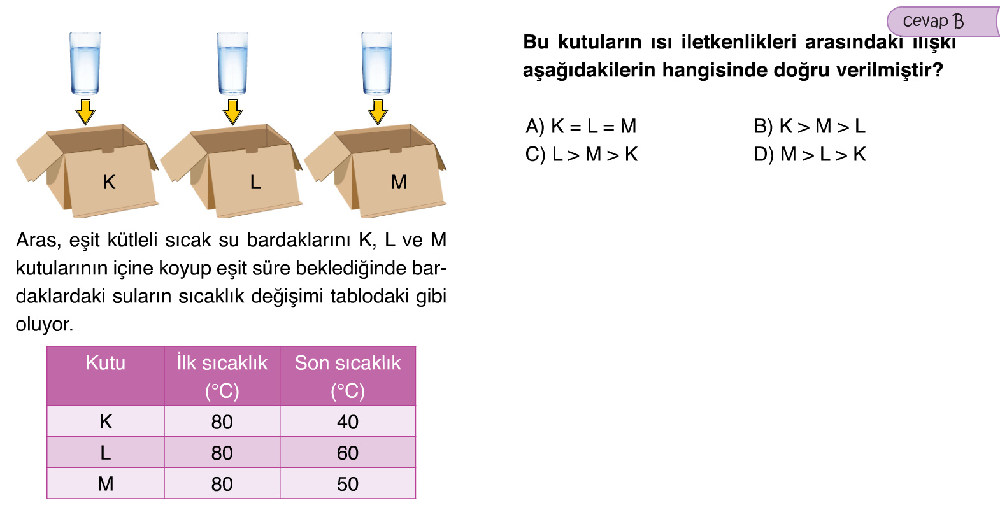 K
L
M
Aras, eşit kütleli sıcak su bardaklarını K, L ve M
kutularının içine koyup eşit süre beklediğinde bar-
daklardaki suların sıcaklık değişimi tablodaki gibi
oluyor.
Kutu İlk sıcaklık (°C) Son sıcaklık (°C)
K 80 40
L 80 60
M 80 50
cevap B
Bu kutuların ısı iletkenlikleri arasındaki ilişki
aşağıdakilerin hangisinde doğru verilmiştir?
A) K = L = M
B) K > M > L
C) L > M > K
D) M > L > K